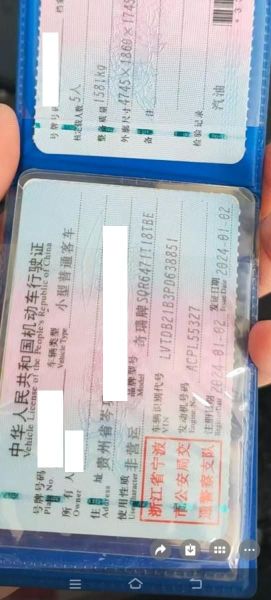 号牌号码
核定载人数 5人
整备质量 1581kg
外廓尺寸 4745×1860×1745
备 注
检验记录 汽油
中华人民共和国机动车行驶证
Vehicle License of the People's Republic of China
号牌号码 车辆类型 小型普通客车
Plate No. Vehicle Type
所有人
Owner
住 址 贵州省岑
Address
使用性质 非营运 品牌型号 奇瑞牌SQR6471T18TBE
Use Character Model
浙江省宁波
市公安局交
通警察支队
车辆识别代号 LVTDB21B3PD638851
VIN
发动机号码 ACPL55327
Engine No.
注册日期 2024-01-02 发证日期 2024-01-02
Register Date Issue Date